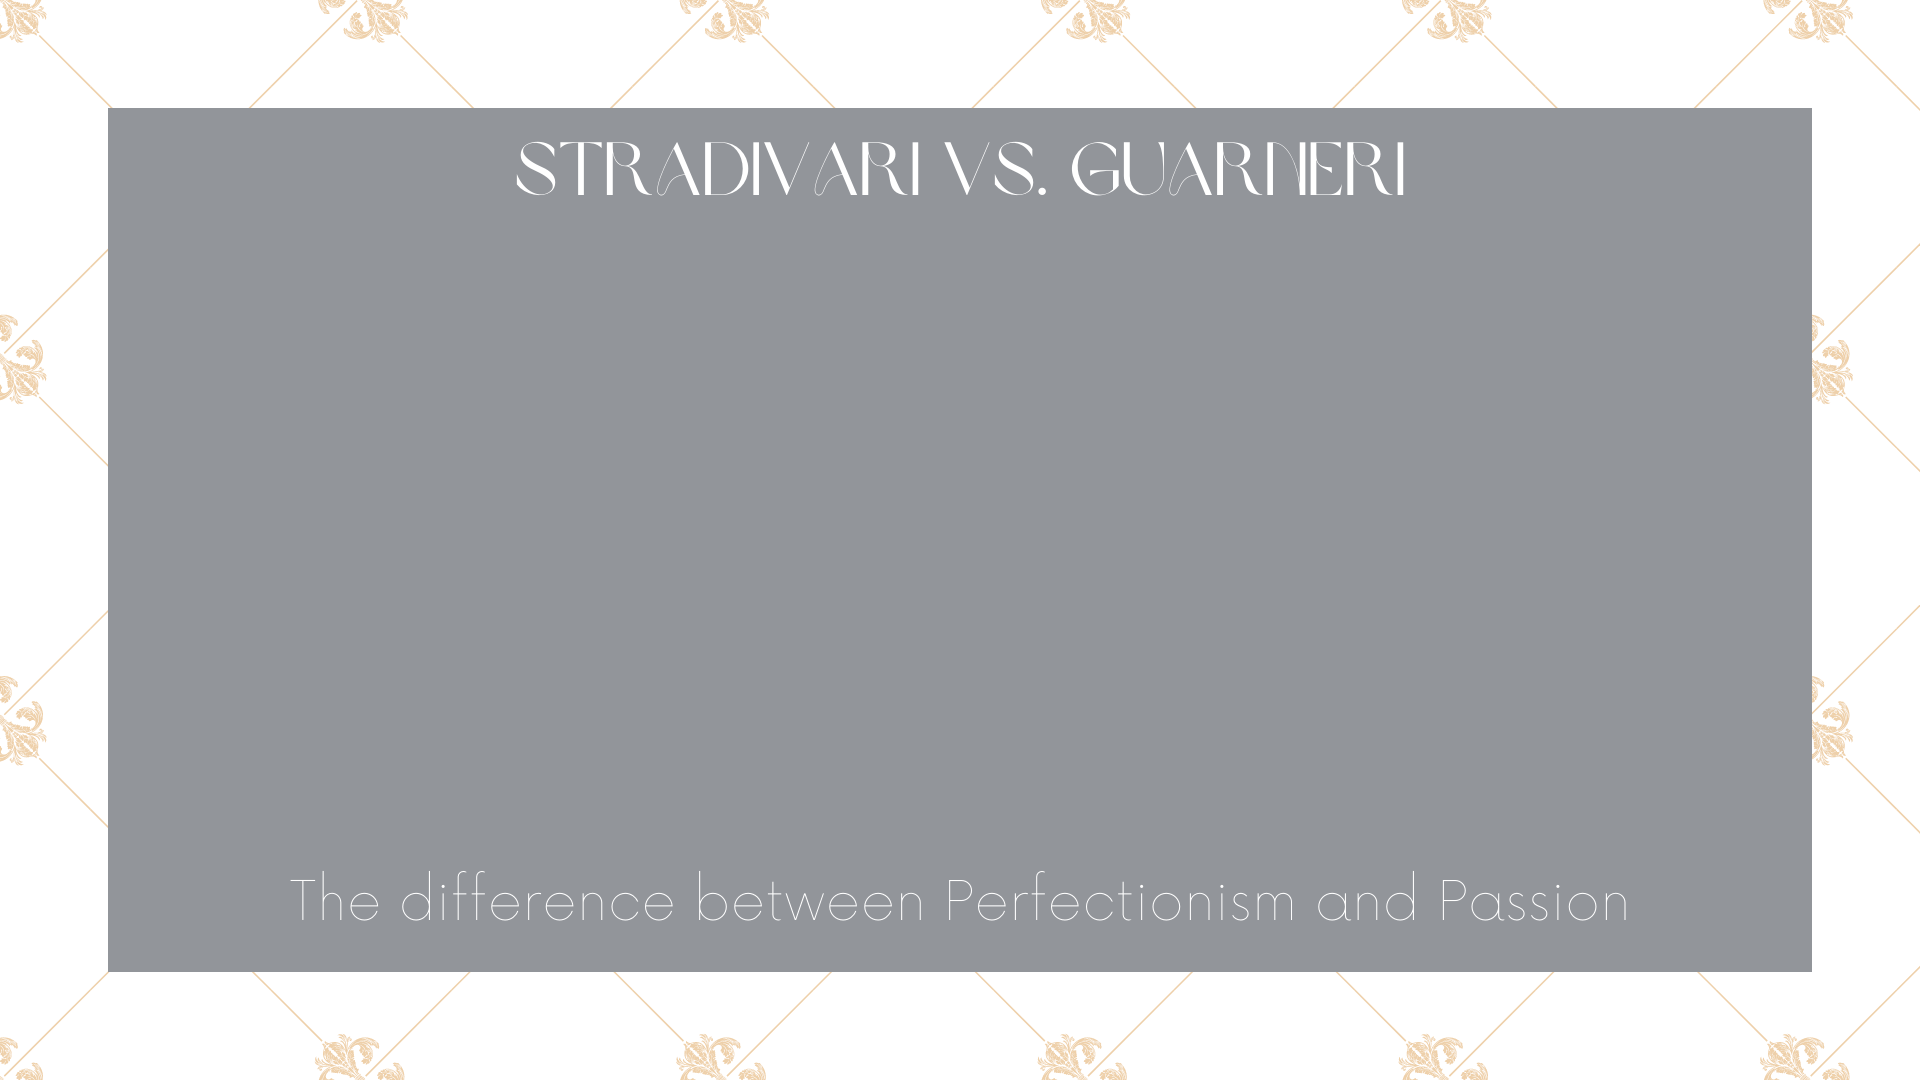 STRADIVARI VS. GUARNERI
The difference between Perfectionism and Passion